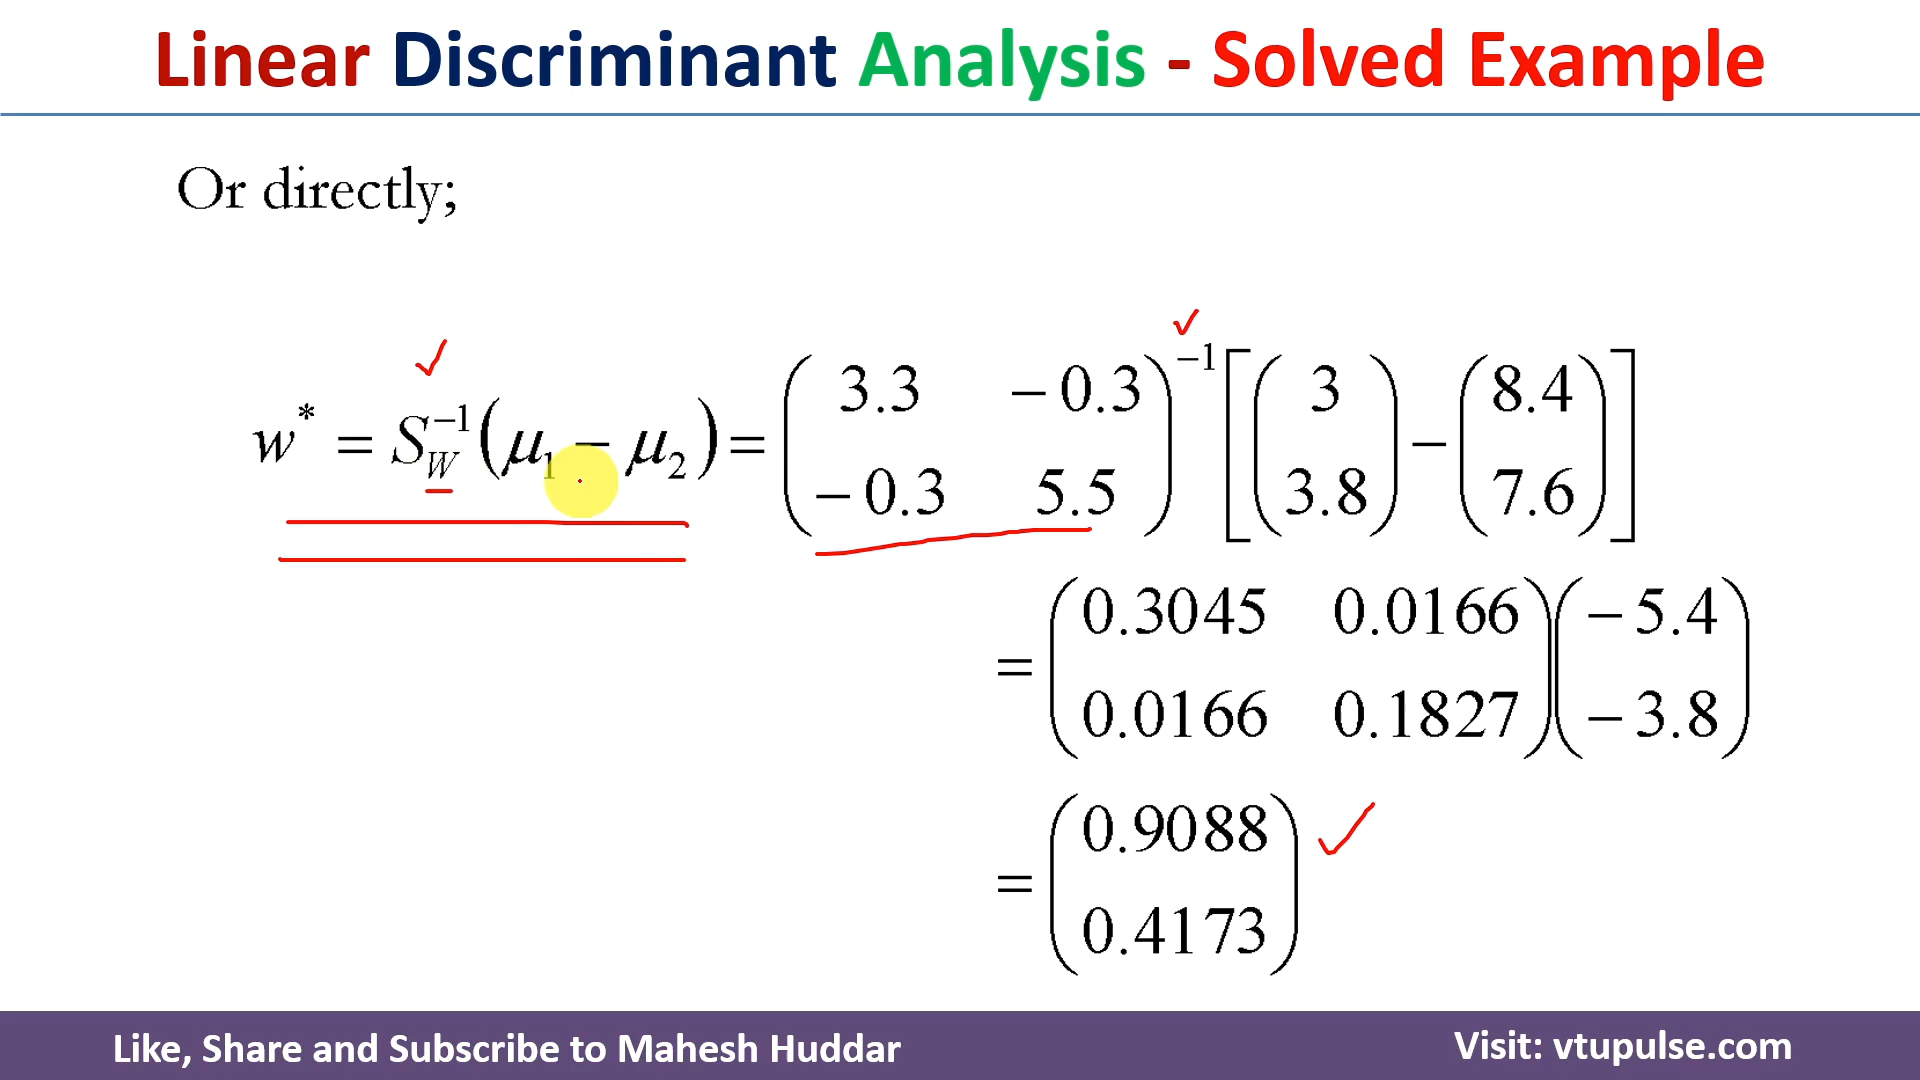 Linear Discriminant Analysis - Solved Example
Or directly;
w* = S_W^{-1}(μ₁ − μ₂) = ( 3.3 −0.3 ; −0.3 5.5 )^{−1} [ ( 3 ; 3.8 ) − ( 8.4 ; 7.6 ) ]
= ( 0.3045 0.0166 ; 0.0166 0.1827 ) ( −5.4 ; −3.8 )
= ( 0.9088 ; 0.4173 )
Like, Share and Subscribe to Mahesh Huddar
Visit: vtupulse.com